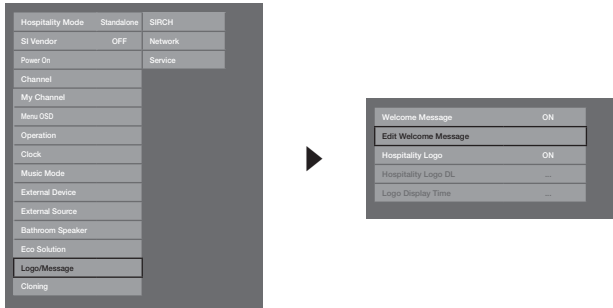 Hospitality Mode Standalone SIRCH
SI Vendor OFF Network
Power On Service
Channel
My Channel
Menu OSD
Operation
Clock
Music Mode
External Device
External Source
Bathroom Speaker
Eco Solution
Logo/Message
Cloning
Welcome Message ON
Edit Welcome Message
Hospitality Logo ON
Hospitality Logo DL ...
Logo Display Time ...